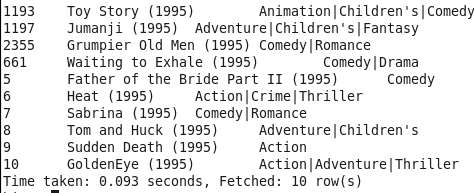 1193 Toy Story (1995) Animation|Children's|Comedy
1197 Jumanji (1995) Adventure|Children's|Fantasy
2355 Grumpier Old Men (1995) Comedy|Romance
661 Waiting to Exhale (1995) Comedy|Drama
5 Father of the Bride Part II (1995) Comedy
6 Heat (1995) Action|Crime|Thriller
7 Sabrina (1995) Comedy|Romance
8 Tom and Huck (1995) Adventure|Children's
9 Sudden Death (1995) Action
10 GoldenEye (1995) Action|Adventure|Thriller
Time taken: 0.093 seconds, Fetched: 10 row(s)